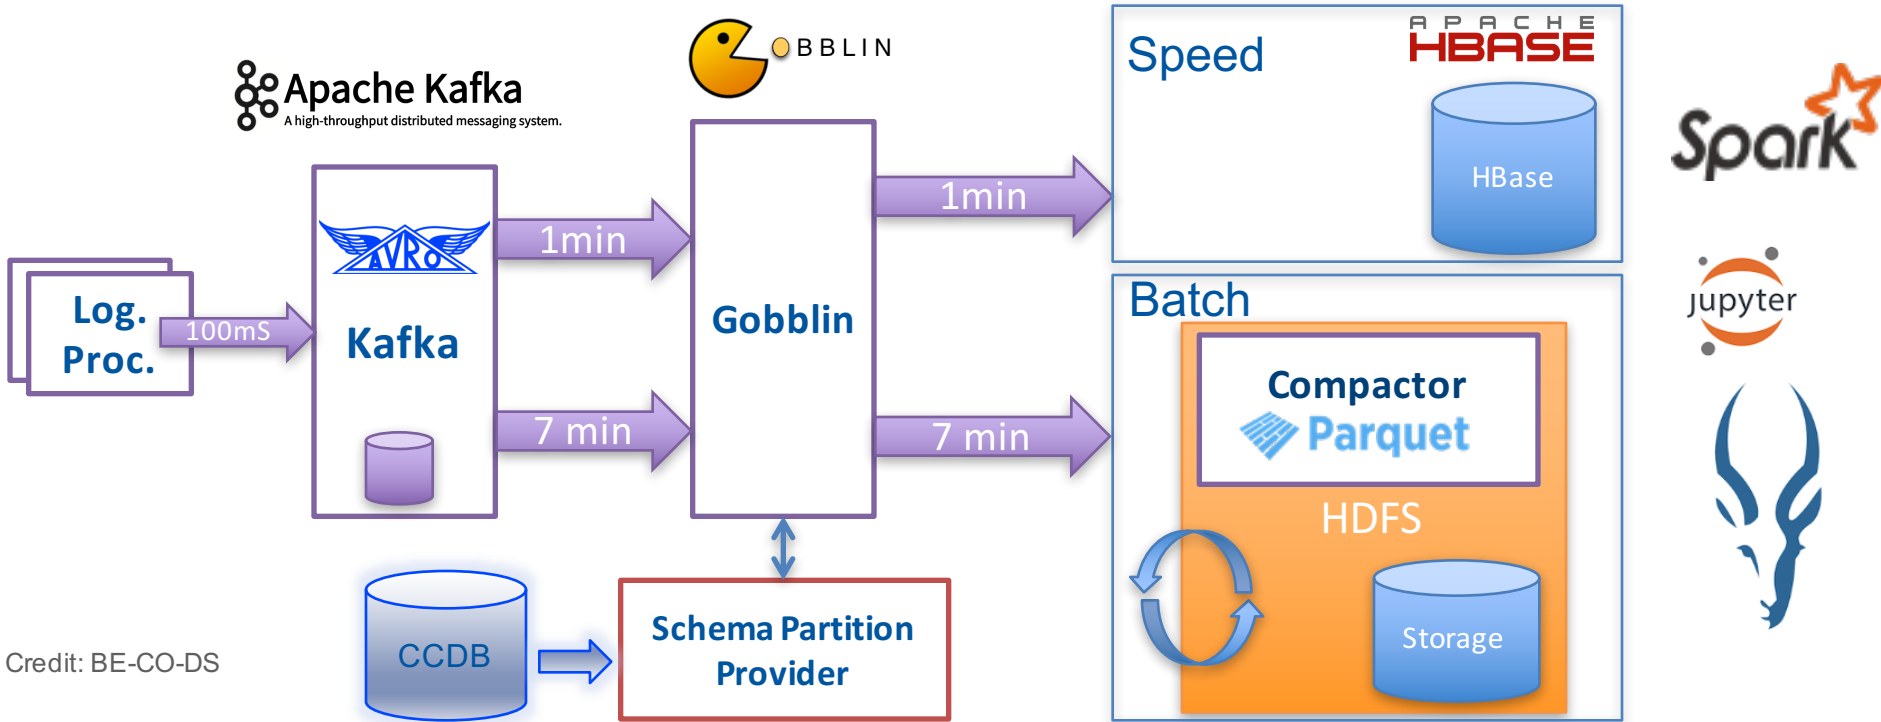 Apache Kafka
A high-throughput distributed messaging system.
OBBLIN
Speed
APACHE
HBASE
HBase
Spark
Log.
Proc.
100mS
AVRO
Kafka
1min
7 min
Gobblin
1min
7 min
Batch
Compactor
Parquet
HDFS
Storage
jupyter
CCDB
Schema Partition
Provider
Credit: BE-CO-DS